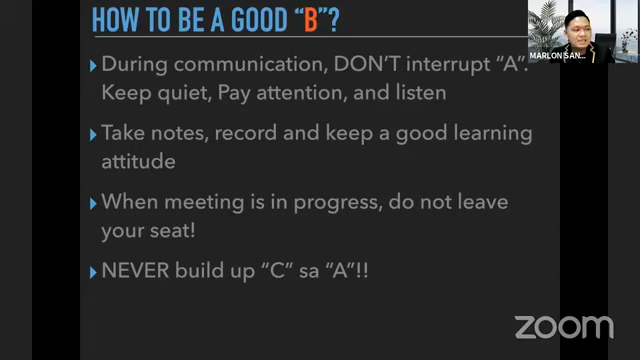 HOW TO BE A GOOD “B”?
During communication, DON’T interrupt “A”.
Keep quiet, Pay attention, and listen
Take notes, record and keep a good learning
attitude
When meeting is in progress, do not leave
your seat!
NEVER build up “C” sa “A”!!
MARLON SAN...
zoom